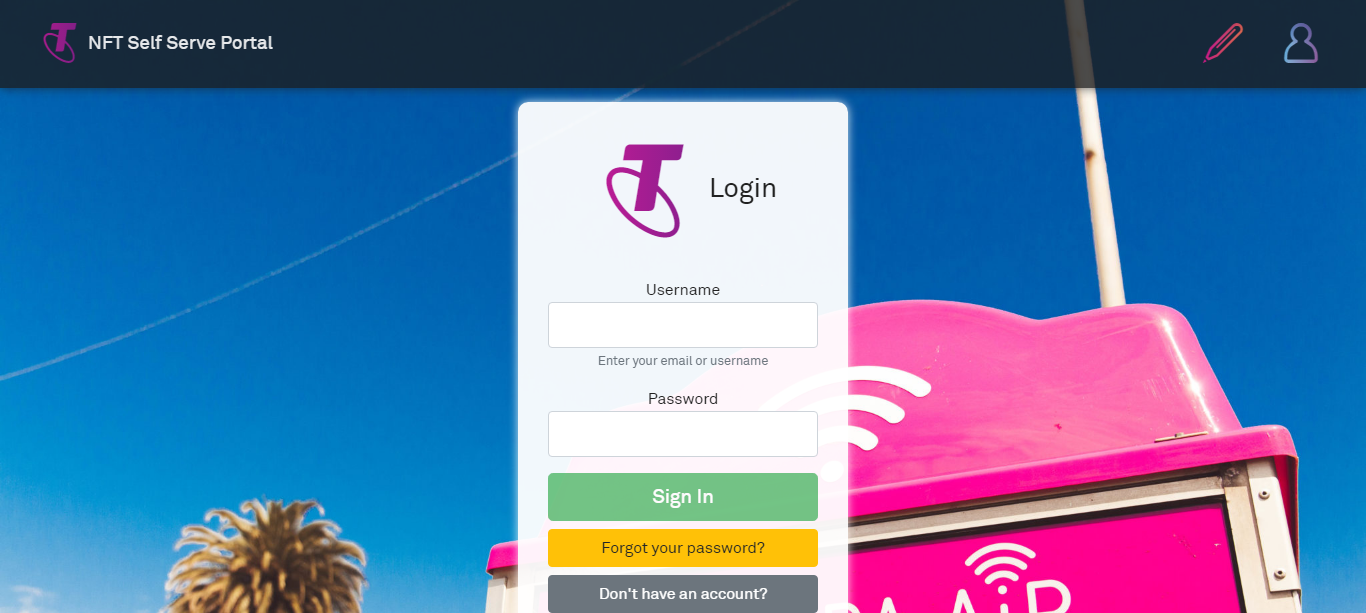 NFT Self Serve Portal
Login
Username
Enter your email or username
Password
Sign In
Forgot your password?
Don't have an account?